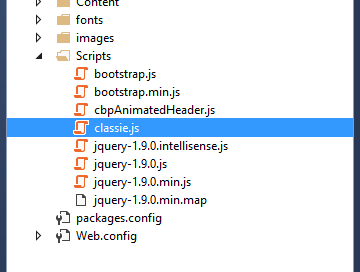 Content
fonts
images
Scripts
bootstrap.js
bootstrap.min.js
cbpAnimatedHeader.js
classie.js
jquery-1.9.0.intellisense.js
jquery-1.9.0.js
jquery-1.9.0.min.js
jquery-1.9.0.min.map
packages.config
Web.config